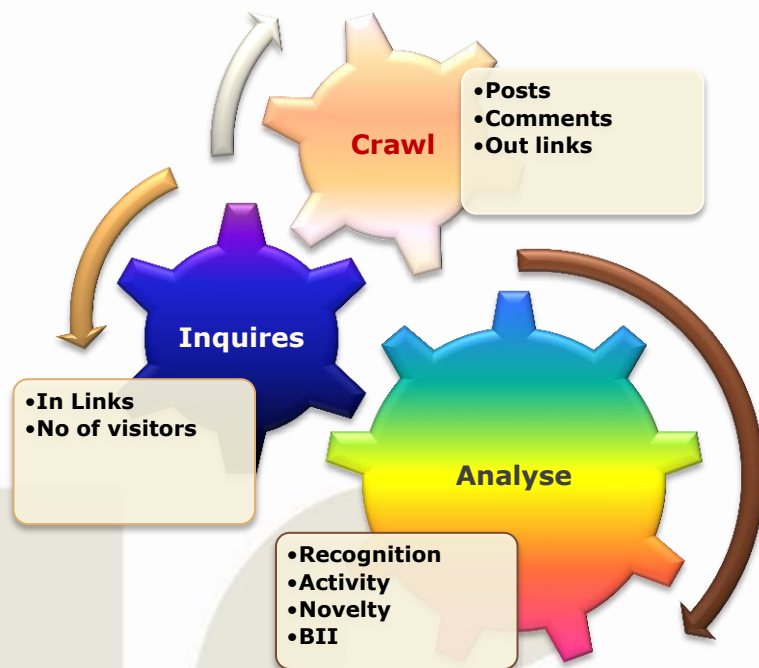 Crawl
•Posts
•Comments
•Out links
Inquires
•In Links
•No of visitors
Analyse
•Recognition
•Activity
•Novelty
•BII